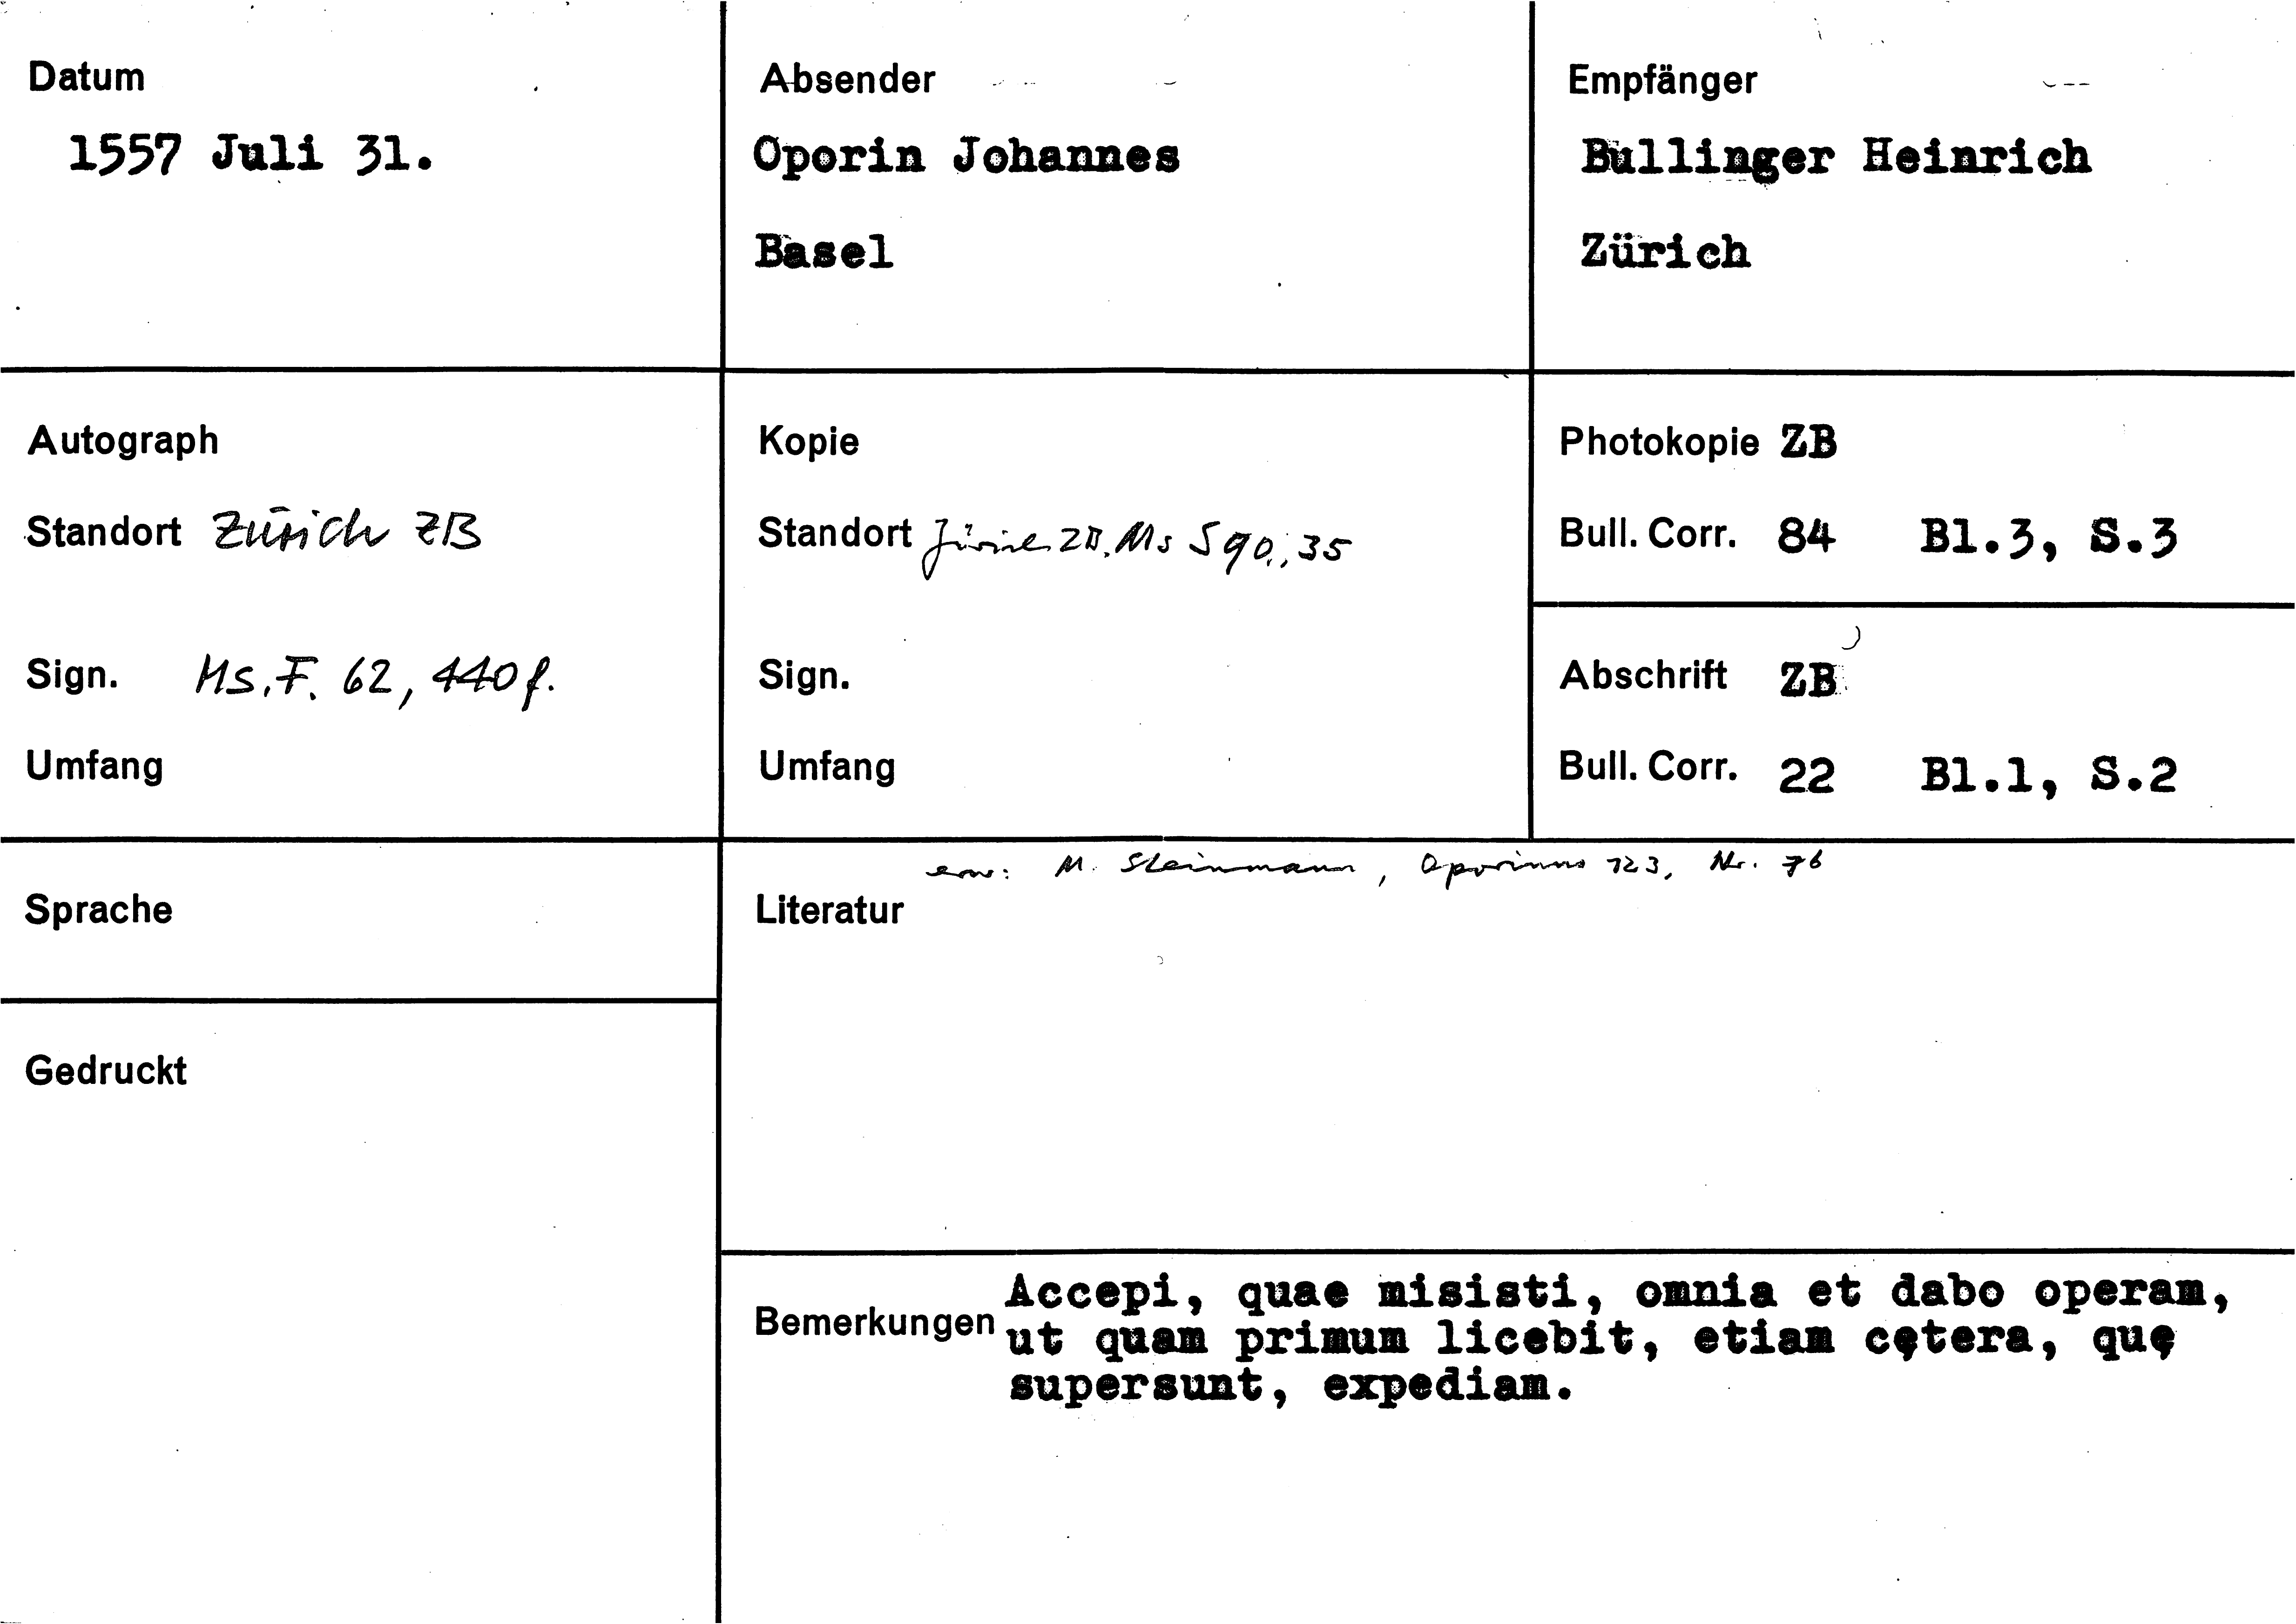 Datum
1557 Juli 31.
Absender
Oporin Johannes
Basel
Empfänger
Bullinger Heinrich
Zürich
Autograph
Standort Zürich ZB
Sign. Ms. F. 62, 440 f.
Umfang
Kopie
Standort Zürich ZB, Ms S 90, 35
Sign.
Umfang
Photokopie ZB
Bull. Corr. 84 Bl.3, S.3
Abschrift ZB
Bull. Corr. 22 Bl.1, S.2
Sprache
Gedruckt
erw: M. Steinmann, Oporinus 123, Nr. 76
Literatur
Bemerkungen
Accepi, quae misisti, omnia et dabo operam,
ut quam primum licebit, etiam cętera, quę
supersunt, expediam.